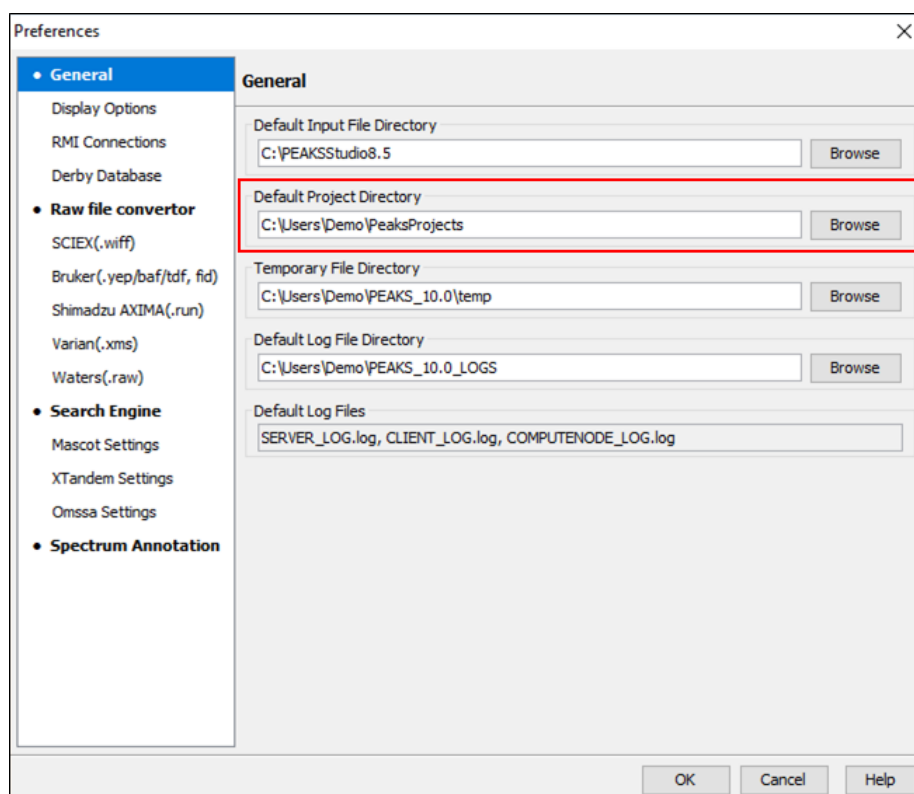 Preferences
• General
Display Options
RMI Connections
Derby Database
• Raw file convertor
SCIEX(.wiff)
Bruker(.yep/baf/tdf, fid)
Shimadzu AXIMA(.run)
Varian(.xms)
Waters(.raw)
• Search Engine
Mascot Settings
XTandem Settings
Omssa Settings
• Spectrum Annotation
General
Default Input File Directory
C:\PEAKSStudio8.5 Browse
Default Project Directory
C:\Users\Demo\PeaksProjects Browse
Temporary File Directory
C:\Users\Demo\PEAKS_10.0\temp Browse
Default Log File Directory
C:\Users\Demo\PEAKS_10.0_LOGS Browse
Default Log Files
SERVER_LOG.log, CLIENT_LOG.log, COMPUTENODE_LOG.log
OK Cancel Help